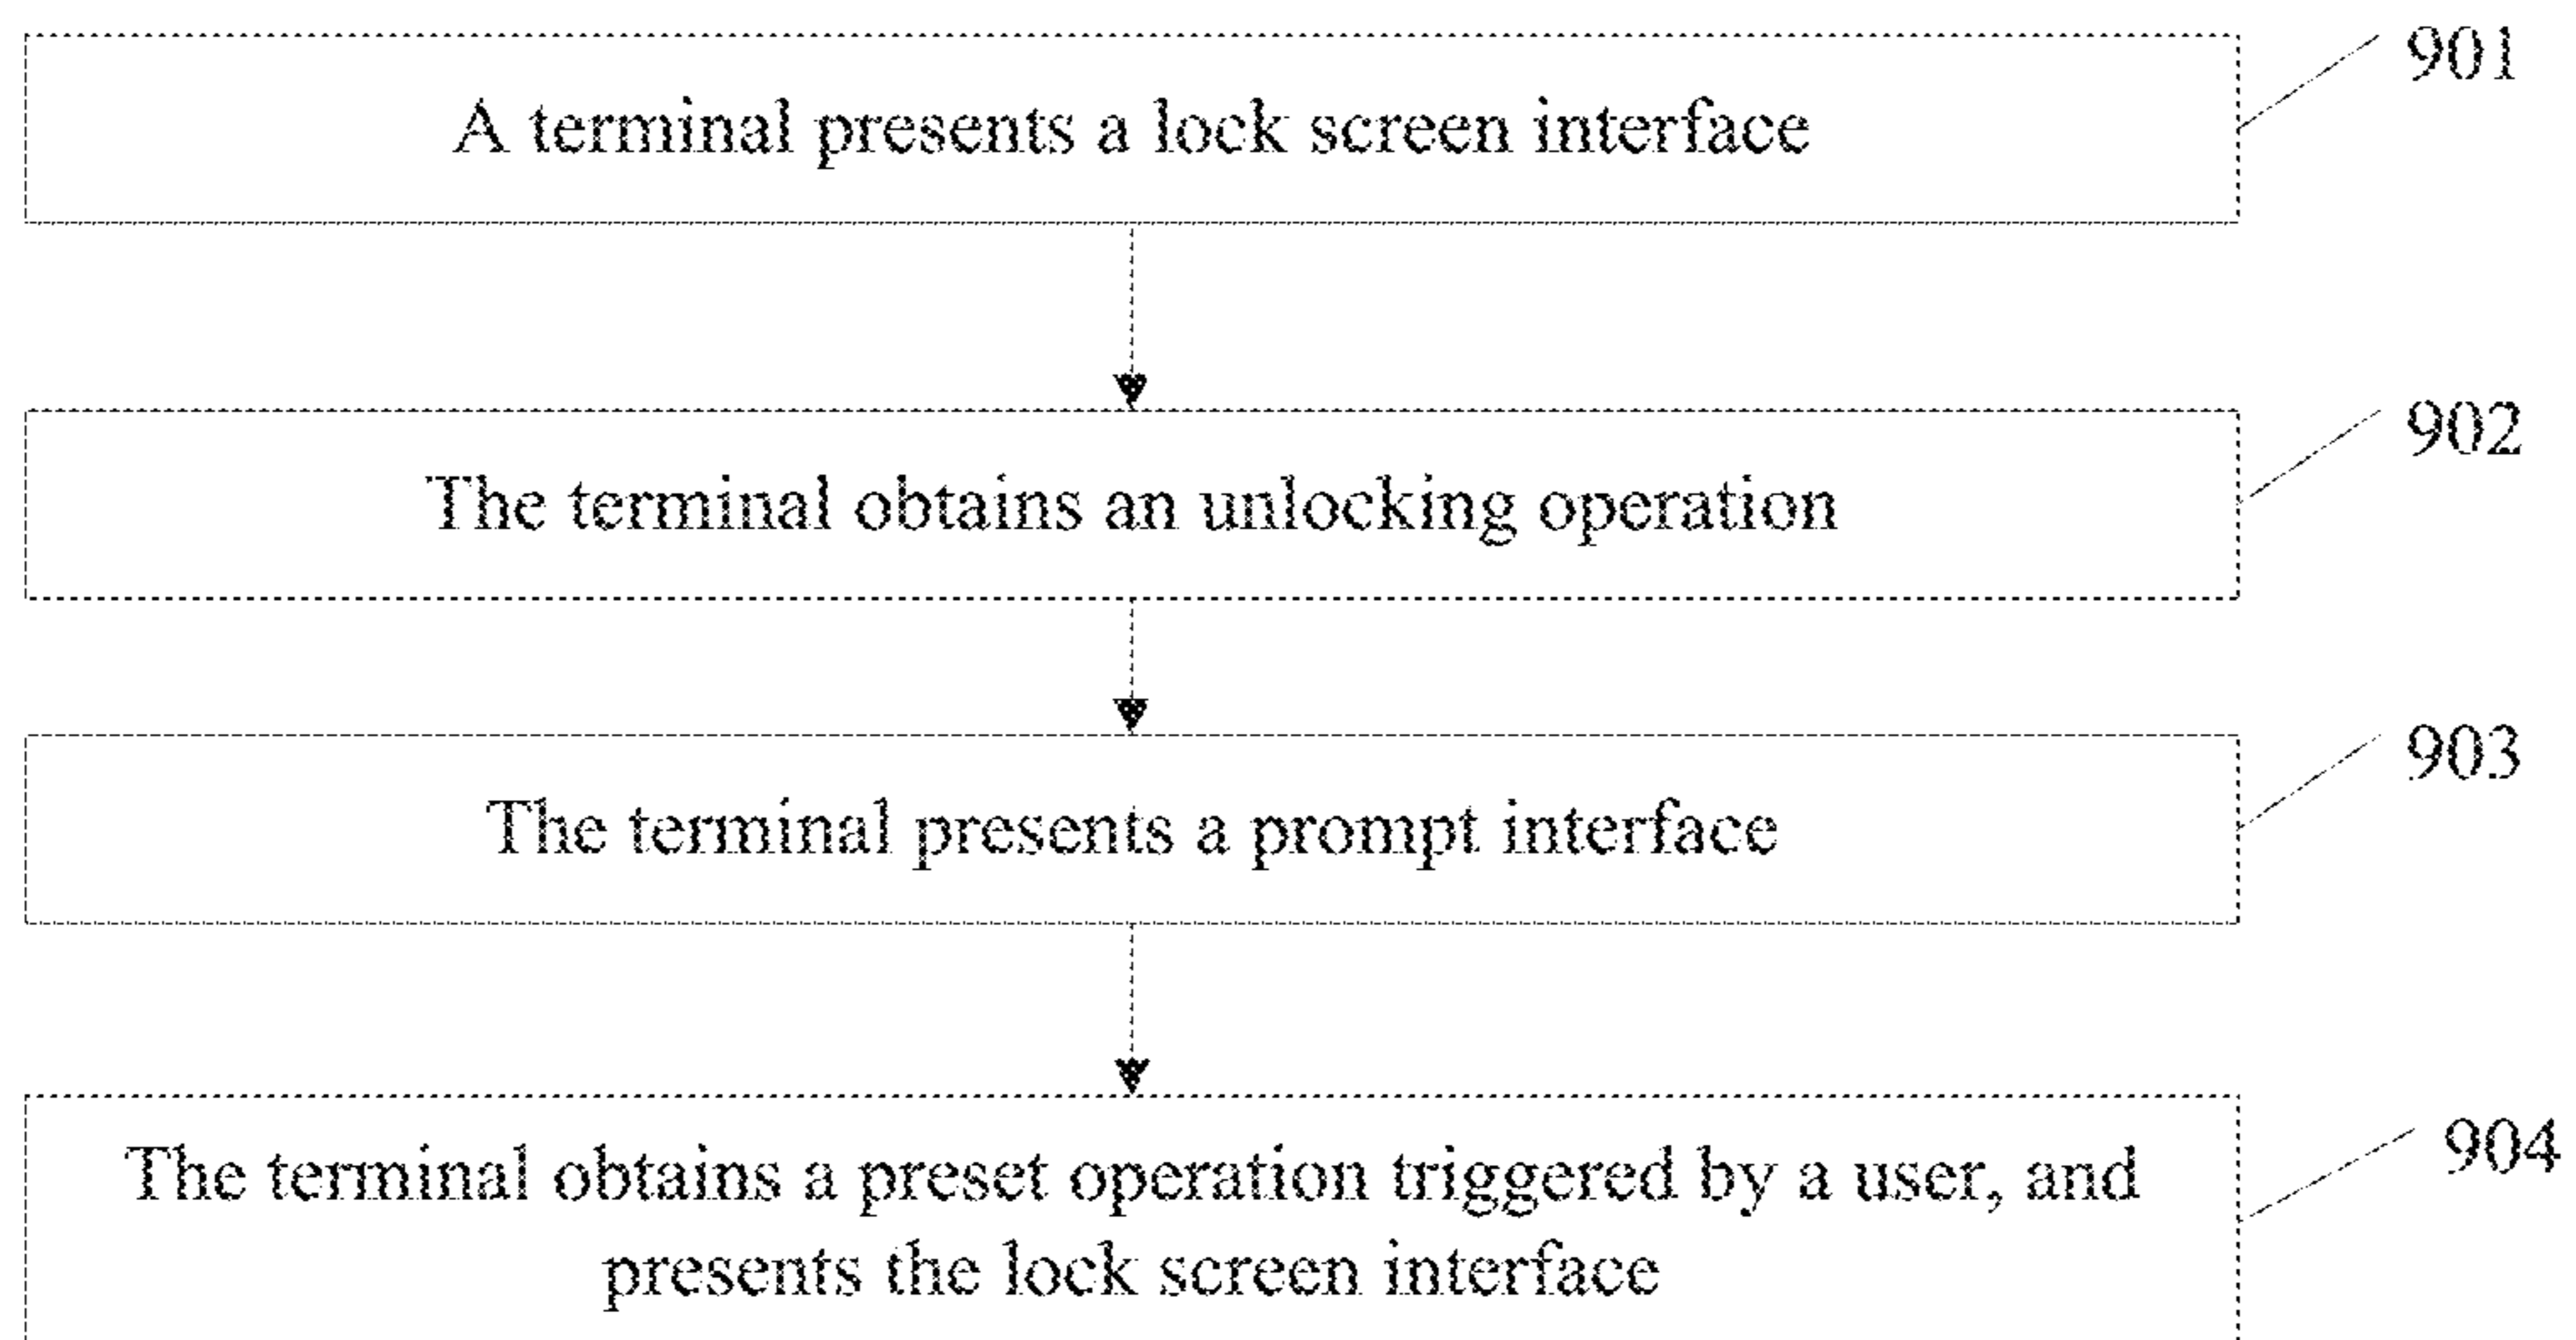 901
A terminal presents a lock screen interface
902
The terminal obtains an unlocking operation
903
The terminal presents a prompt interface
904
The terminal obtains a preset operation triggered by a user, and
presents the lock screen interface